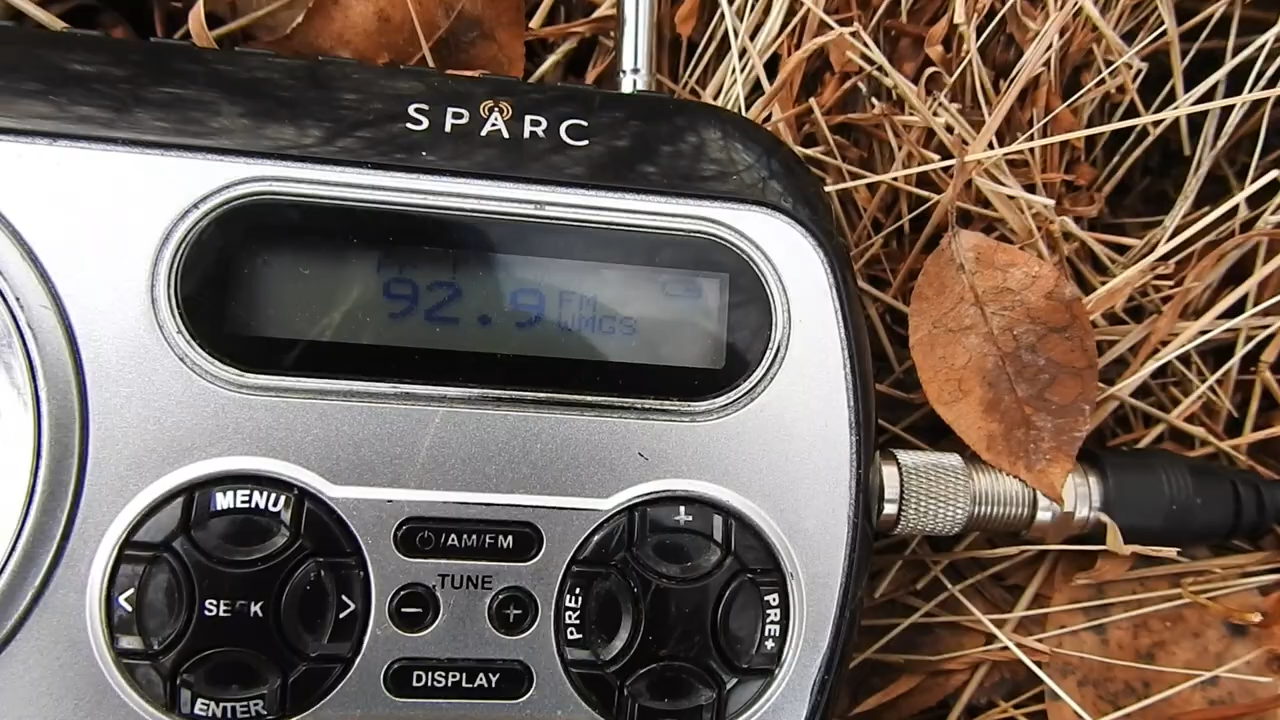 SPARC
92.9 FM
WMGS
MENU
< SEEK >
ENTER
/AM/FM
TUNE
− +
DISPLAY
+
PRE-
PRE+